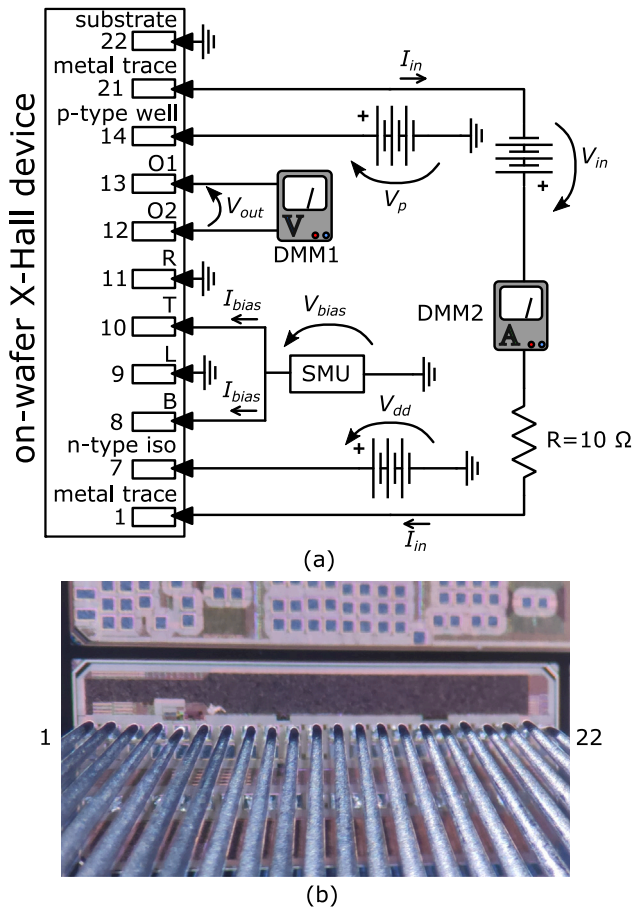 on-wafer X-Hall device
substrate
22
metal trace
21
I_in
p-type well
14
+
V_p
V_in
+
O1
13
V_out
V
DMM1
O2
12
R
11
T
10
I_bias
V_bias
SMU
DMM2
A
L
9
I_bias
B
8
V_dd
n-type iso
7
+
R=10 Ω
metal trace
1
I_in
(a)
1
22
(b)